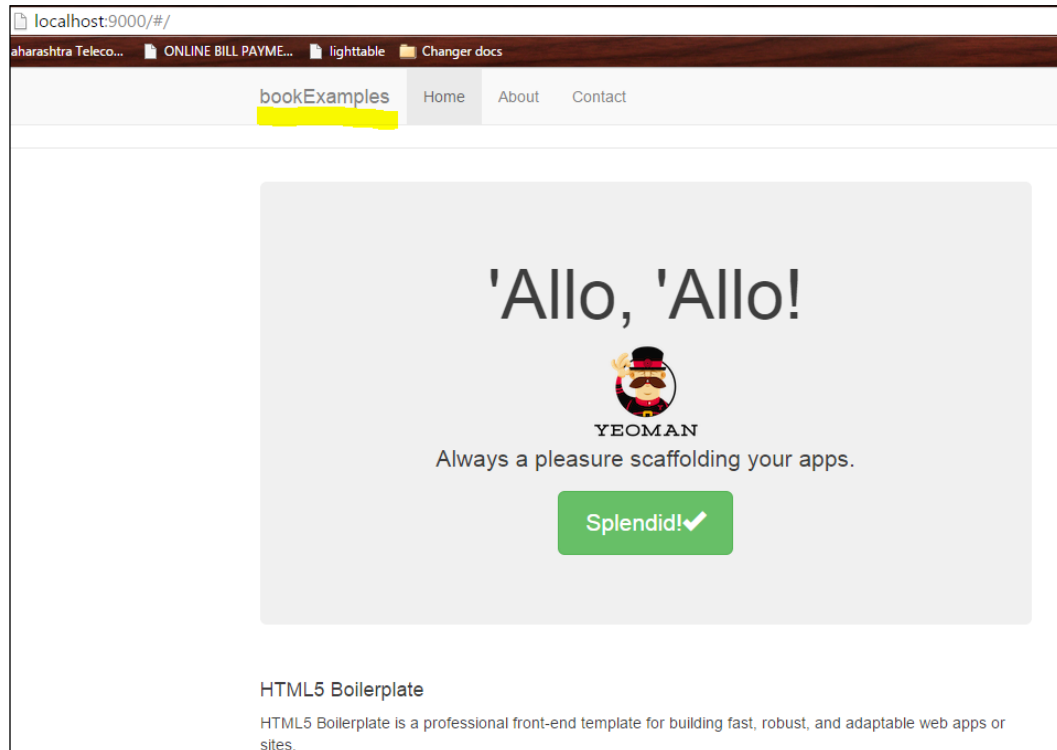 localhost:9000/#/
aharashtra Teleco... ONLINE BILL PAYME... lighttable Changer docs
bookExamples Home About Contact
'Allo, 'Allo!
YEOMAN
Always a pleasure scaffolding your apps.
Splendid!
HTML5 Boilerplate
HTML5 Boilerplate is a professional front-end template for building fast, robust, and adaptable web apps or
sites.